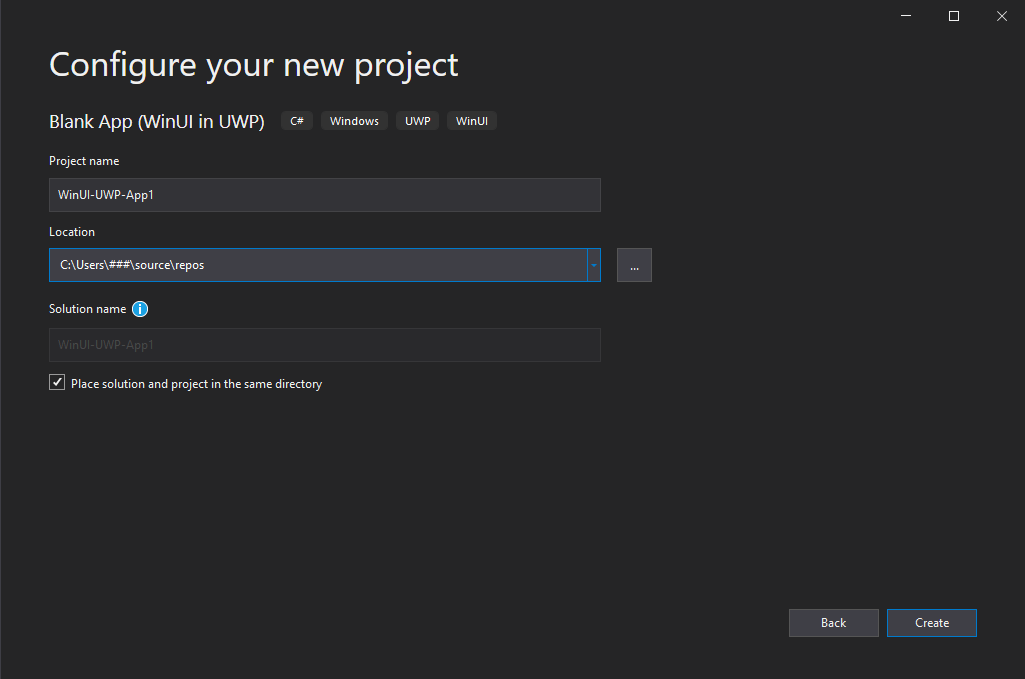 Configure your new project
Blank App (WinUI in UWP) C# Windows UWP WinUI
Project name
WinUI-UWP-App1
Location
C:\Users\###\source\repos
...
Solution name
WinUI-UWP-App1
Place solution and project in the same directory
Back Create